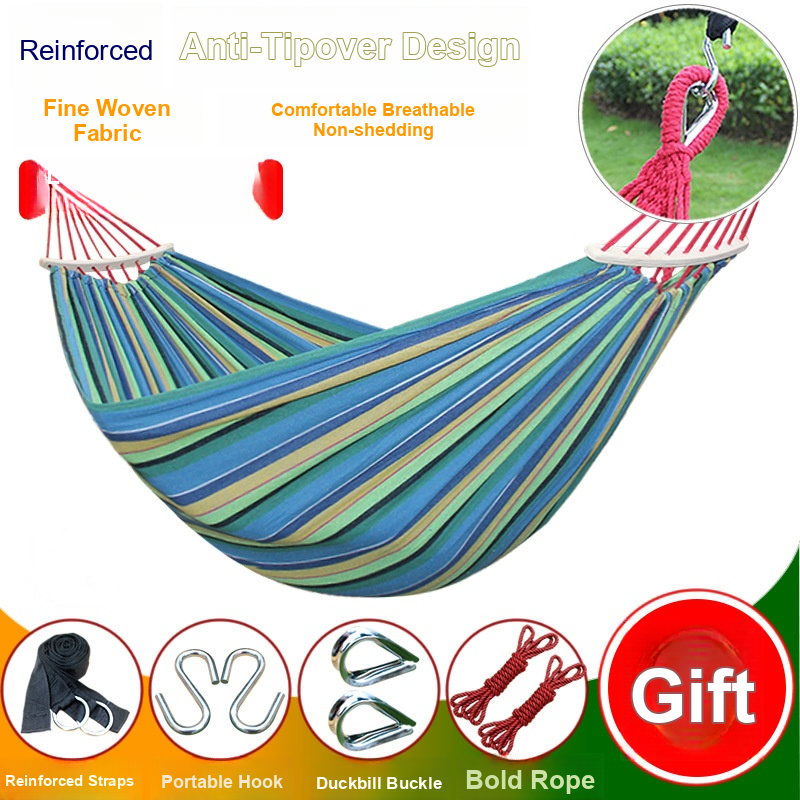 Reinforced
Anti-Tipover Design
Fine Woven
Fabric
Comfortable Breathable
Non-shedding
Gift
Reinforced Straps
Portable Hook
Duckbill Buckle
Bold Rope